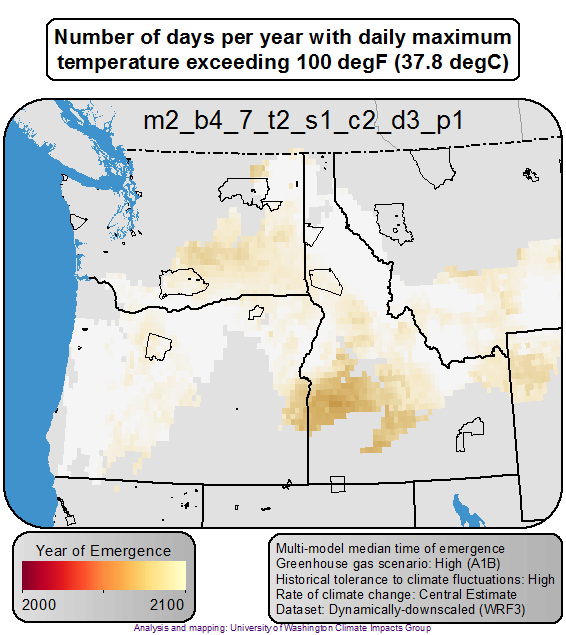 Number of days per year with daily maximum
temperature exceeding 100 degF (37.8 degC)
m2_b4_7_t2_s1_c2_d3_p1
Year of Emergence
2000 2100
Multi-model median time of emergence
Greenhouse gas scenario: High (A1B)
Historical tolerance to climate fluctuations: High
Rate of climate change: Central Estimate
Dataset: Dynamically-downscaled (WRF3)
Analysis and mapping: University of Washington Climate Impacts Group